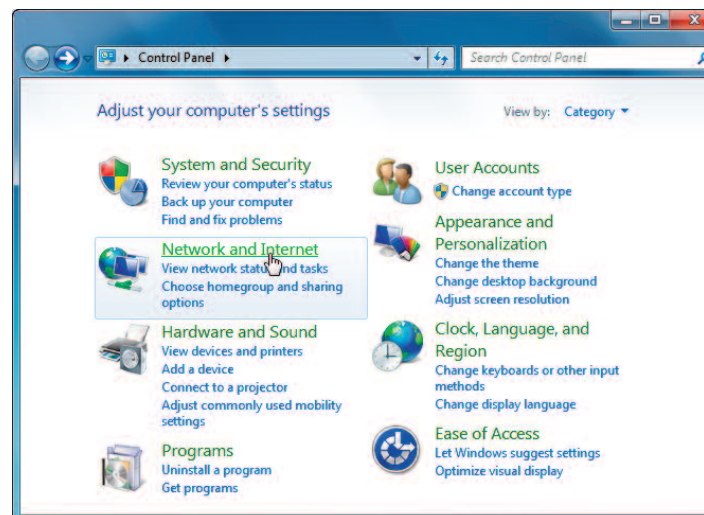 Control Panel
Search Control Panel
Adjust your computer's settings
View by: Category
System and Security
Review your computer's status
Back up your computer
Find and fix problems
Network and Internet
View network status and tasks
Choose homegroup and sharing
options
Hardware and Sound
View devices and printers
Add a device
Connect to a projector
Adjust commonly used mobility
settings
Programs
Uninstall a program
Get programs
User Accounts
Change account type
Appearance and
Personalization
Change the theme
Change desktop background
Adjust screen resolution
Clock, Language, and
Region
Change keyboards or other input
methods
Change display language
Ease of Access
Let Windows suggest settings
Optimize visual display